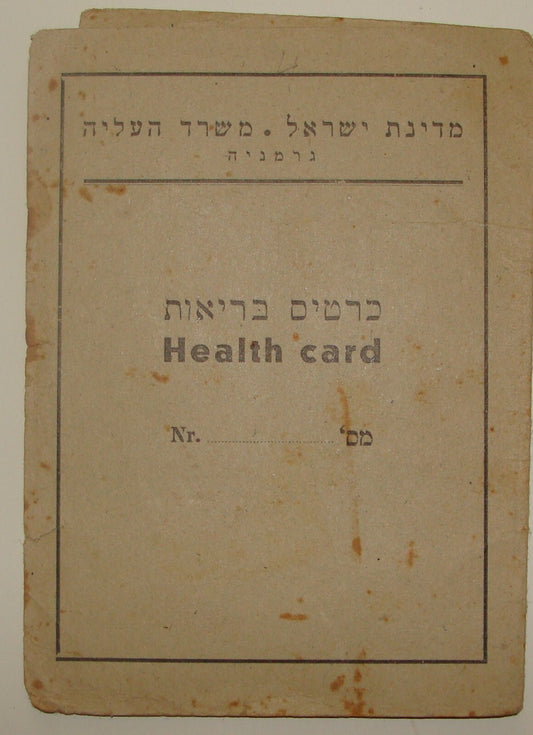 מדינת ישראל • משרד העליה
גרמניה
כרטיס בריאות
Health card
Nr. .................... מס'